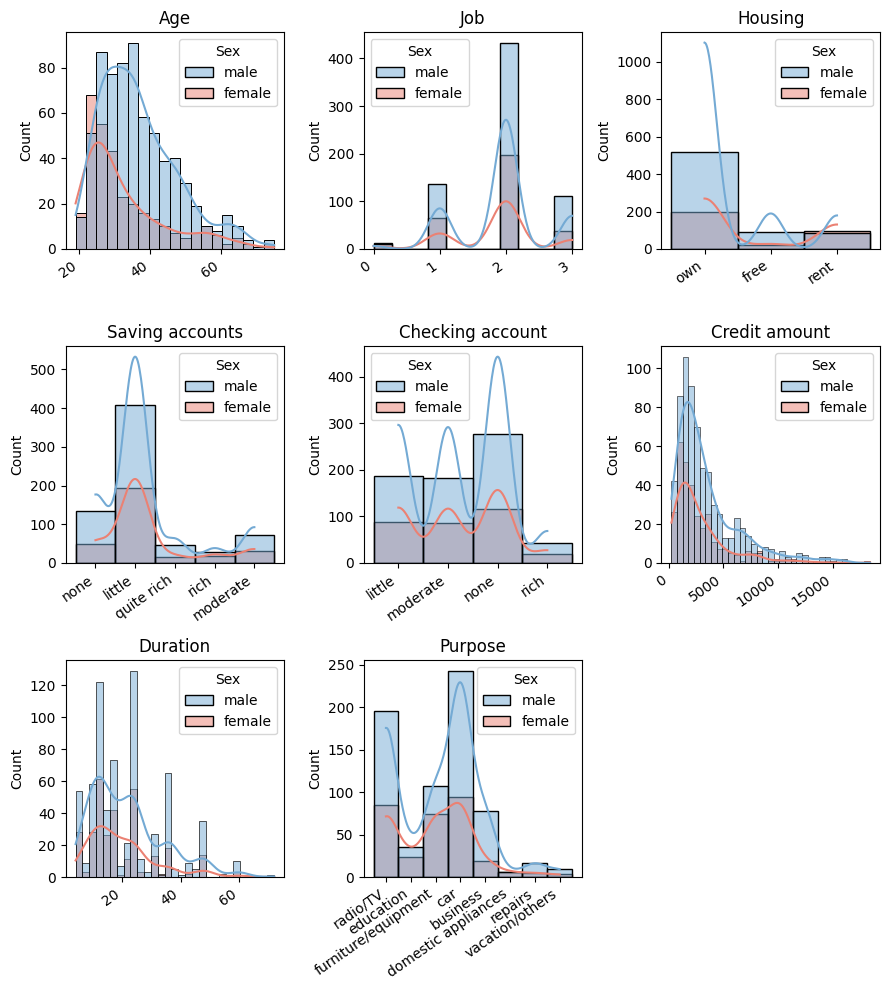 Age
Sex
male
female
Count
0
20
40
60
80
20
40
60
Job
Sex
male
female
Count
0
100
200
300
400
0
1
2
3
Housing
Sex
male
female
Count
0
200
400
600
800
1000
own
free
rent
Saving accounts
Sex
male
female
Count
0
100
200
300
400
500
none
little
quite rich
rich
moderate
Checking account
Sex
male
female
Count
0
100
200
300
400
little
moderate
none
rich
Credit amount
Sex
male
female
Count
0
20
40
60
80
100
0
5000
10000
15000
Duration
Sex
male
female
Count
0
20
40
60
80
100
120
20
40
60
Purpose
Sex
male
female
Count
0
50
100
150
200
250
radio/TV
education
furniture/equipment
car
business
domestic appliances
repairs
vacation/others